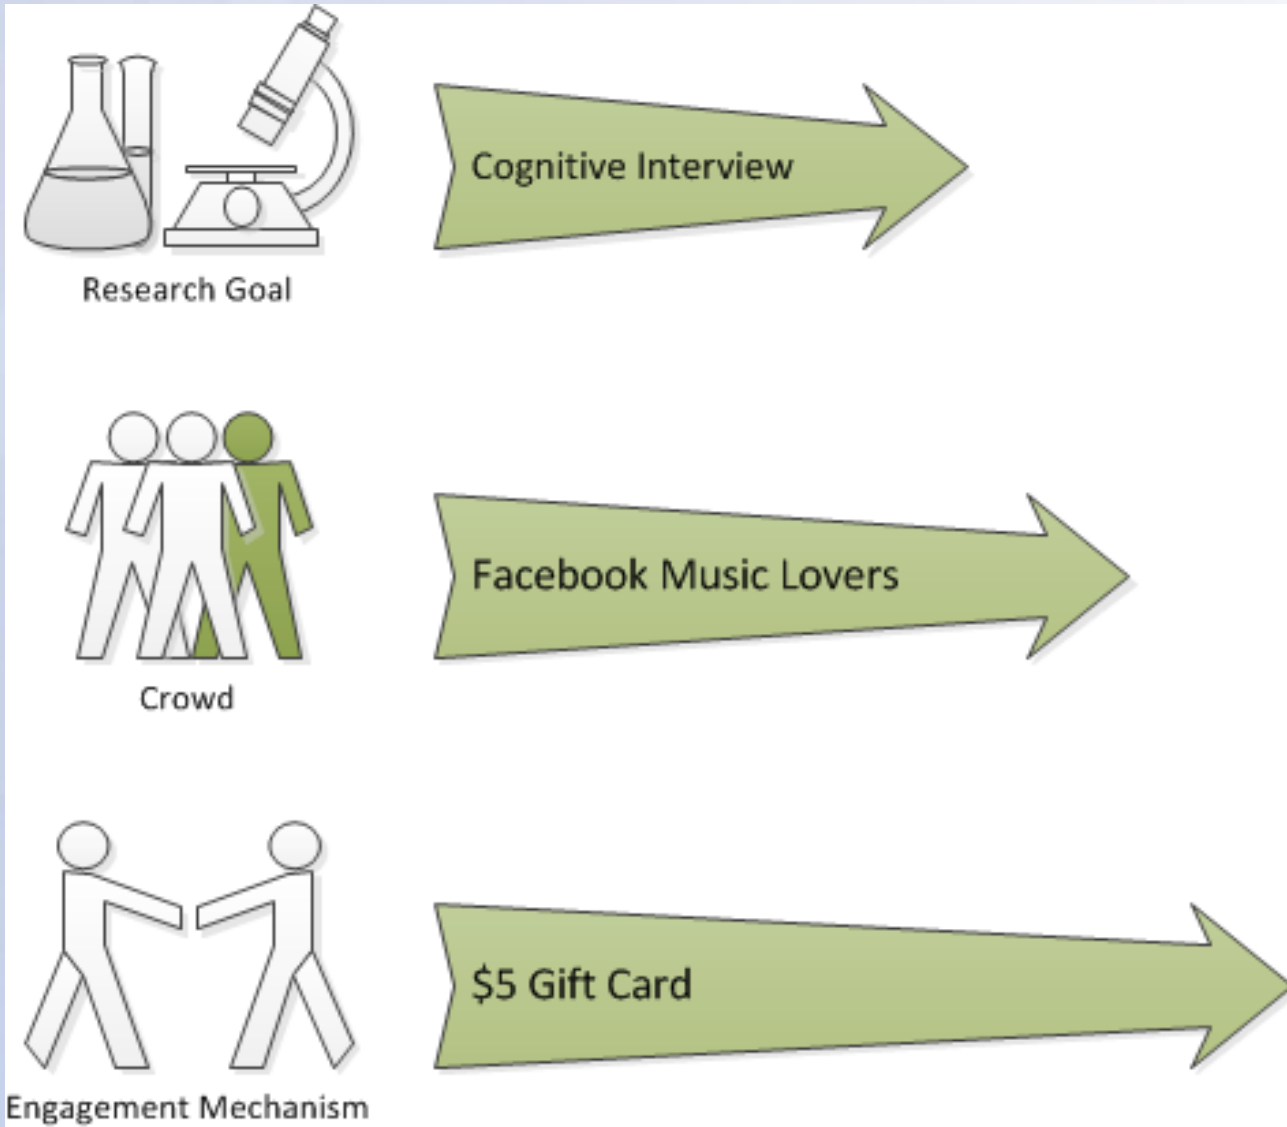 Cognitive Interview
Research Goal
Facebook Music Lovers
Crowd
$5 Gift Card
Engagement Mechanism